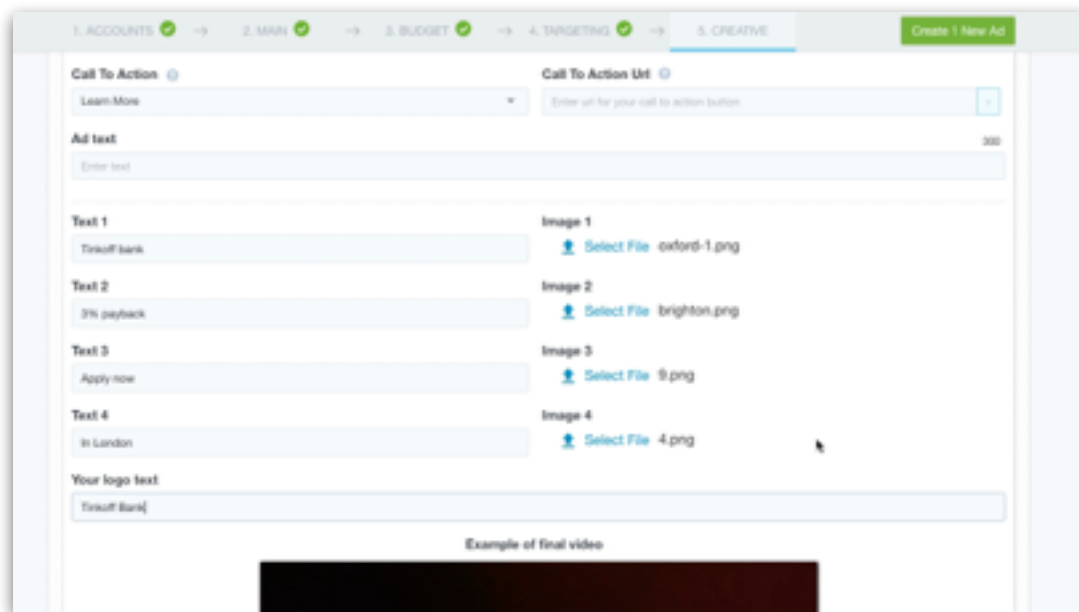 1. ACCOUNTS → 2. MAIN → 3. BUDGET → 4. TARGETING → 5. CREATIVE Create 1 New Ad
Call To Action Call To Action Url
Learn More Enter url for your call to action button
Ad text 300
Enter text
Text 1 Image 1
Tinkoff bank Select File oxford-1.png
Text 2 Image 2
3% payback Select File brighton.png
Text 3 Image 3
Apply now Select File 9.png
Text 4 Image 4
In London Select File 4.png
Your logo text
Tinkoff Bank
Example of final video